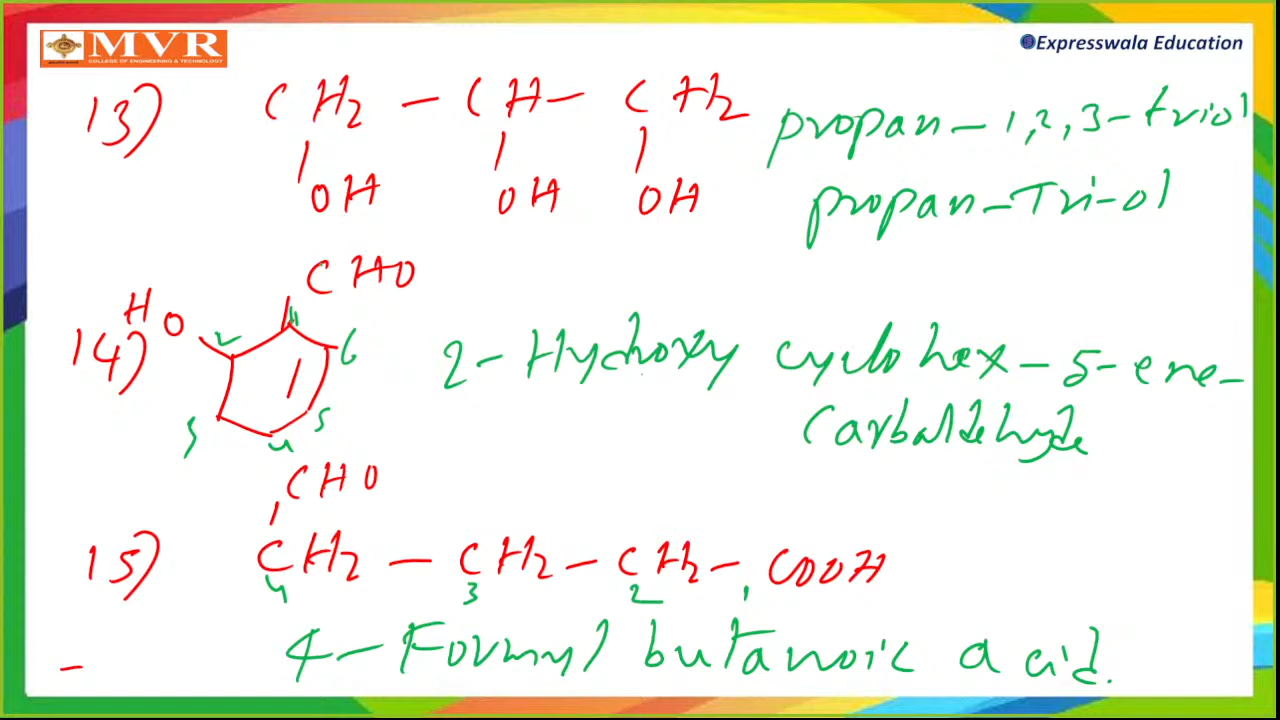 MVR
COLLEGE OF ENGINEERING & TECHNOLOGY
Expresswala Education
13) CH2 - CH - CH2 propan - 1,2,3 - triol
OH OH OH propan - Tri - ol
CHO
HO
14) 1 2 3 4 5 6 2 - Hydroxy cyclohex - 5 - ene -
Carbaldehyde
CHO
15) CH2 - CH2 - CH2 - COOH
4 3 2 1
4 - Formyl butanoic acid.